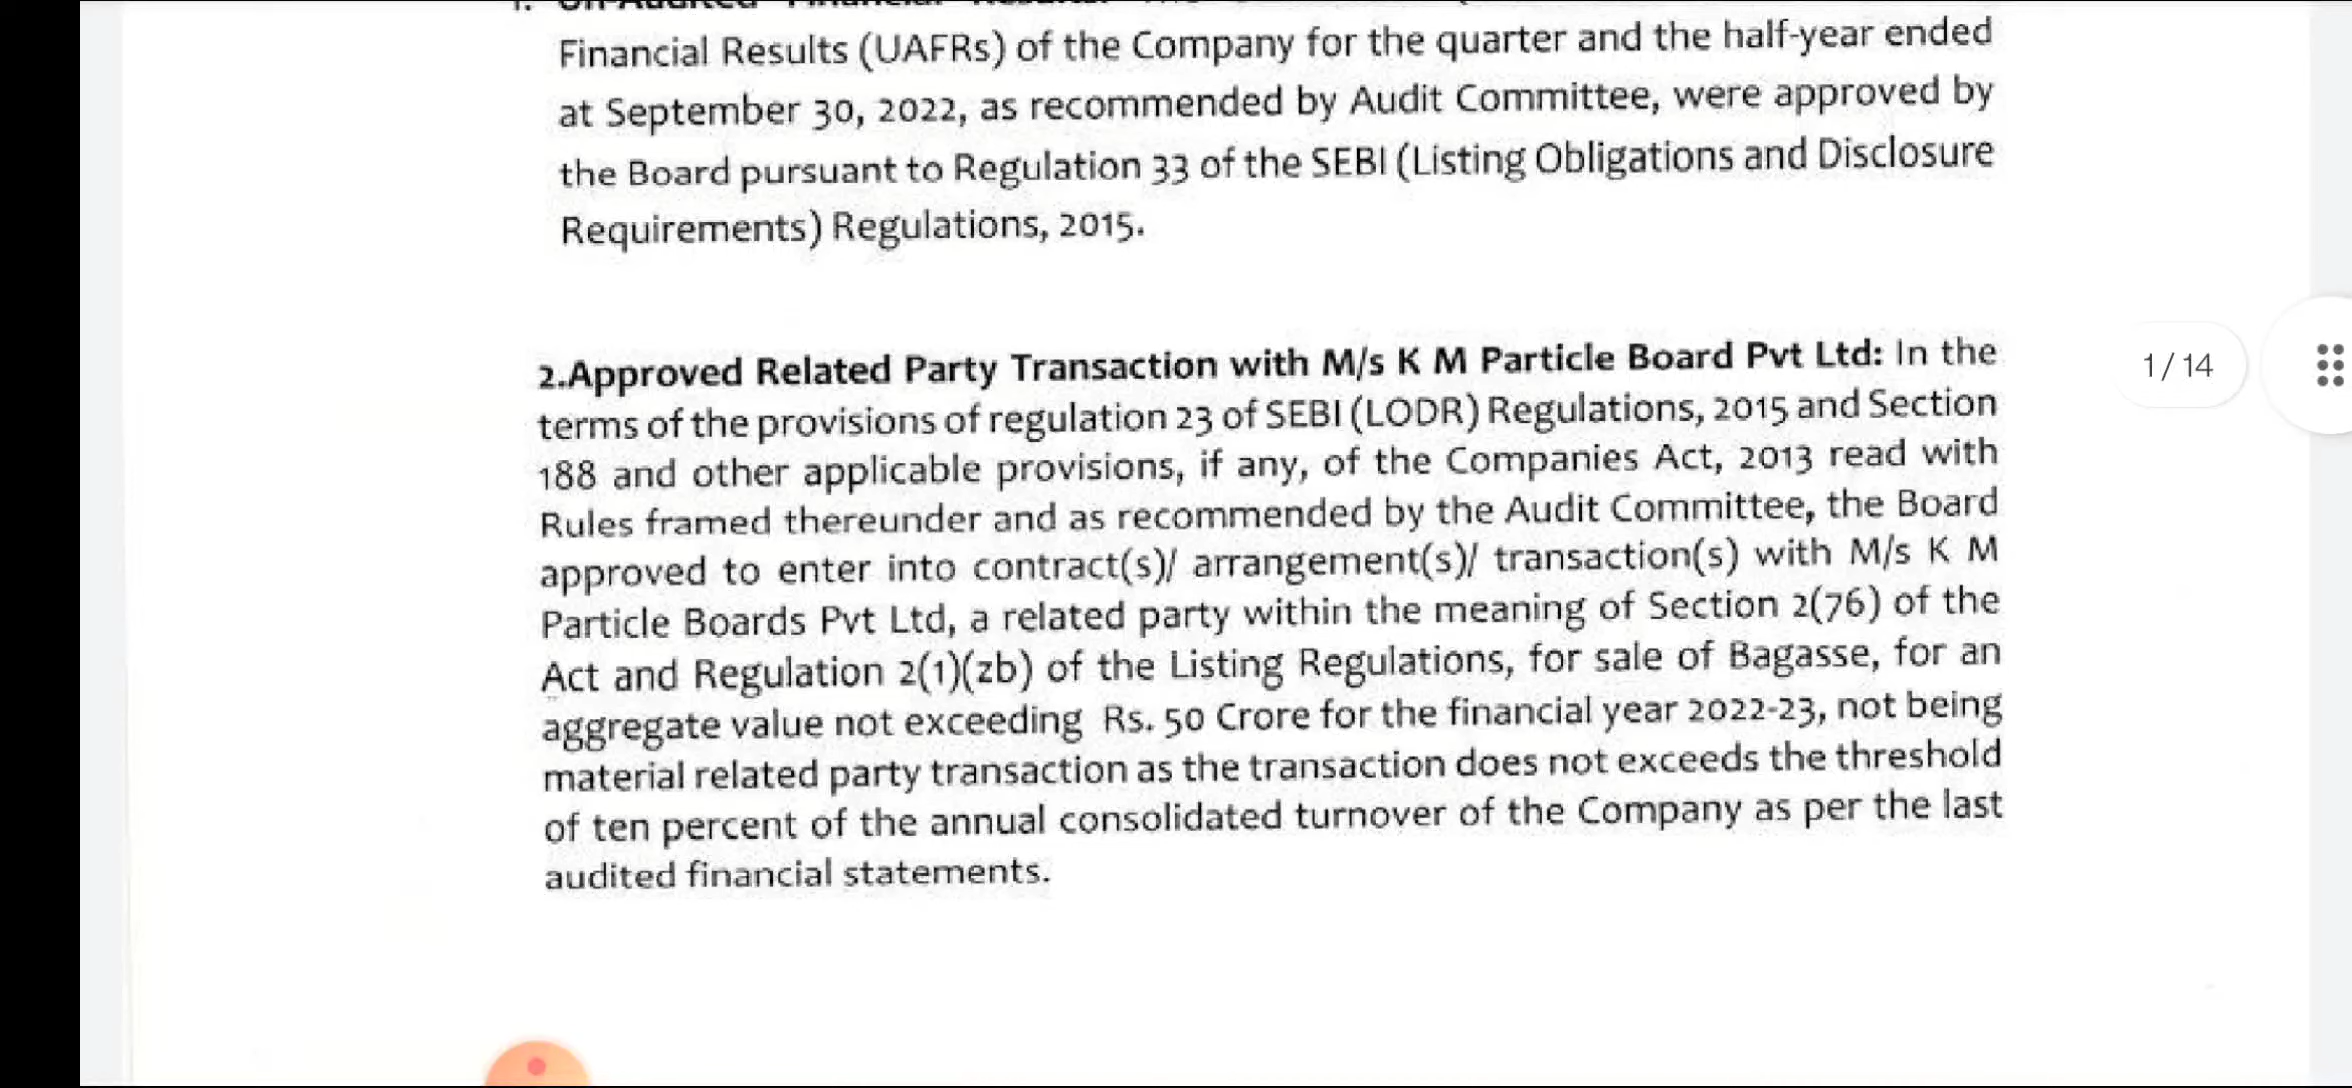 Financial Results (UAFRs) of the Company for the quarter and the half-year ended
at September 30, 2022, as recommended by Audit Committee, were approved by
the Board pursuant to Regulation 33 of the SEBI (Listing Obligations and Disclosure
Requirements) Regulations, 2015.
2.Approved Related Party Transaction with M/s K M Particle Board Pvt Ltd: In the
terms of the provisions of regulation 23 of SEBI (LODR) Regulations, 2015 and Section
188 and other applicable provisions, if any, of the Companies Act, 2013 read with
Rules framed thereunder and as recommended by the Audit Committee, the Board
approved to enter into contract(s)/ arrangement(s)/ transaction(s) with M/s K M
Particle Boards Pvt Ltd, a related party within the meaning of Section 2(76) of the
Act and Regulation 2(1)(zb) of the Listing Regulations, for sale of Bagasse, for an
aggregate value not exceeding Rs. 50 Crore for the financial year 2022-23, not being
material related party transaction as the transaction does not exceeds the threshold
of ten percent of the annual consolidated turnover of the Company as per the last
audited financial statements.
1/14